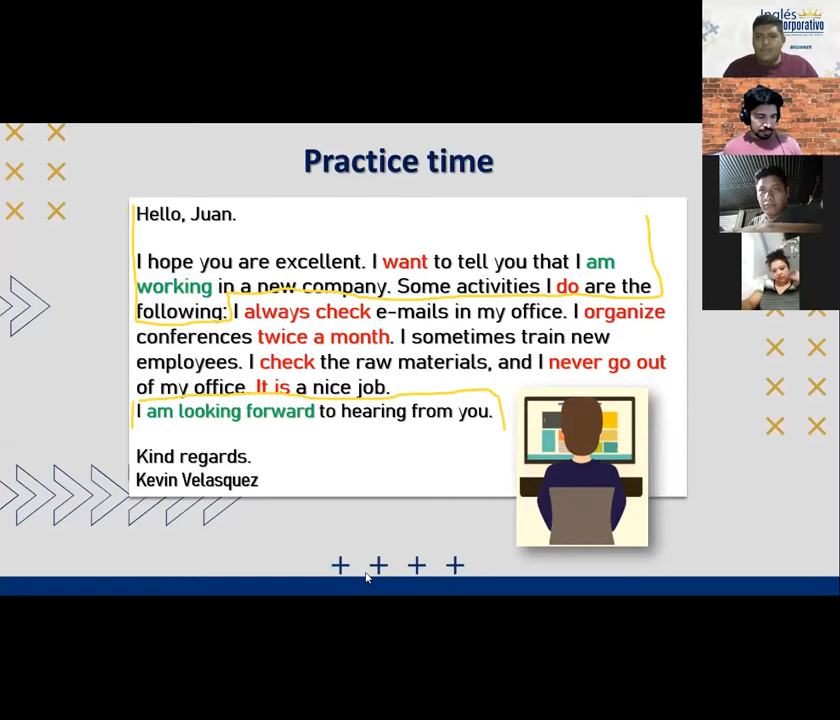 Inglés
corporativo
BEGINNER
Practice time
Hello, Juan.
I hope you are excellent. I want to tell you that I am
working in a new company. Some activities I do are the
following: I always check e-mails in my office. I organize
conferences twice a month. I sometimes train new
employees. I check the raw materials, and I never go out
of my office. It is a nice job.
I am looking forward to hearing from you.
Kind regards.
Kevin Velasquez